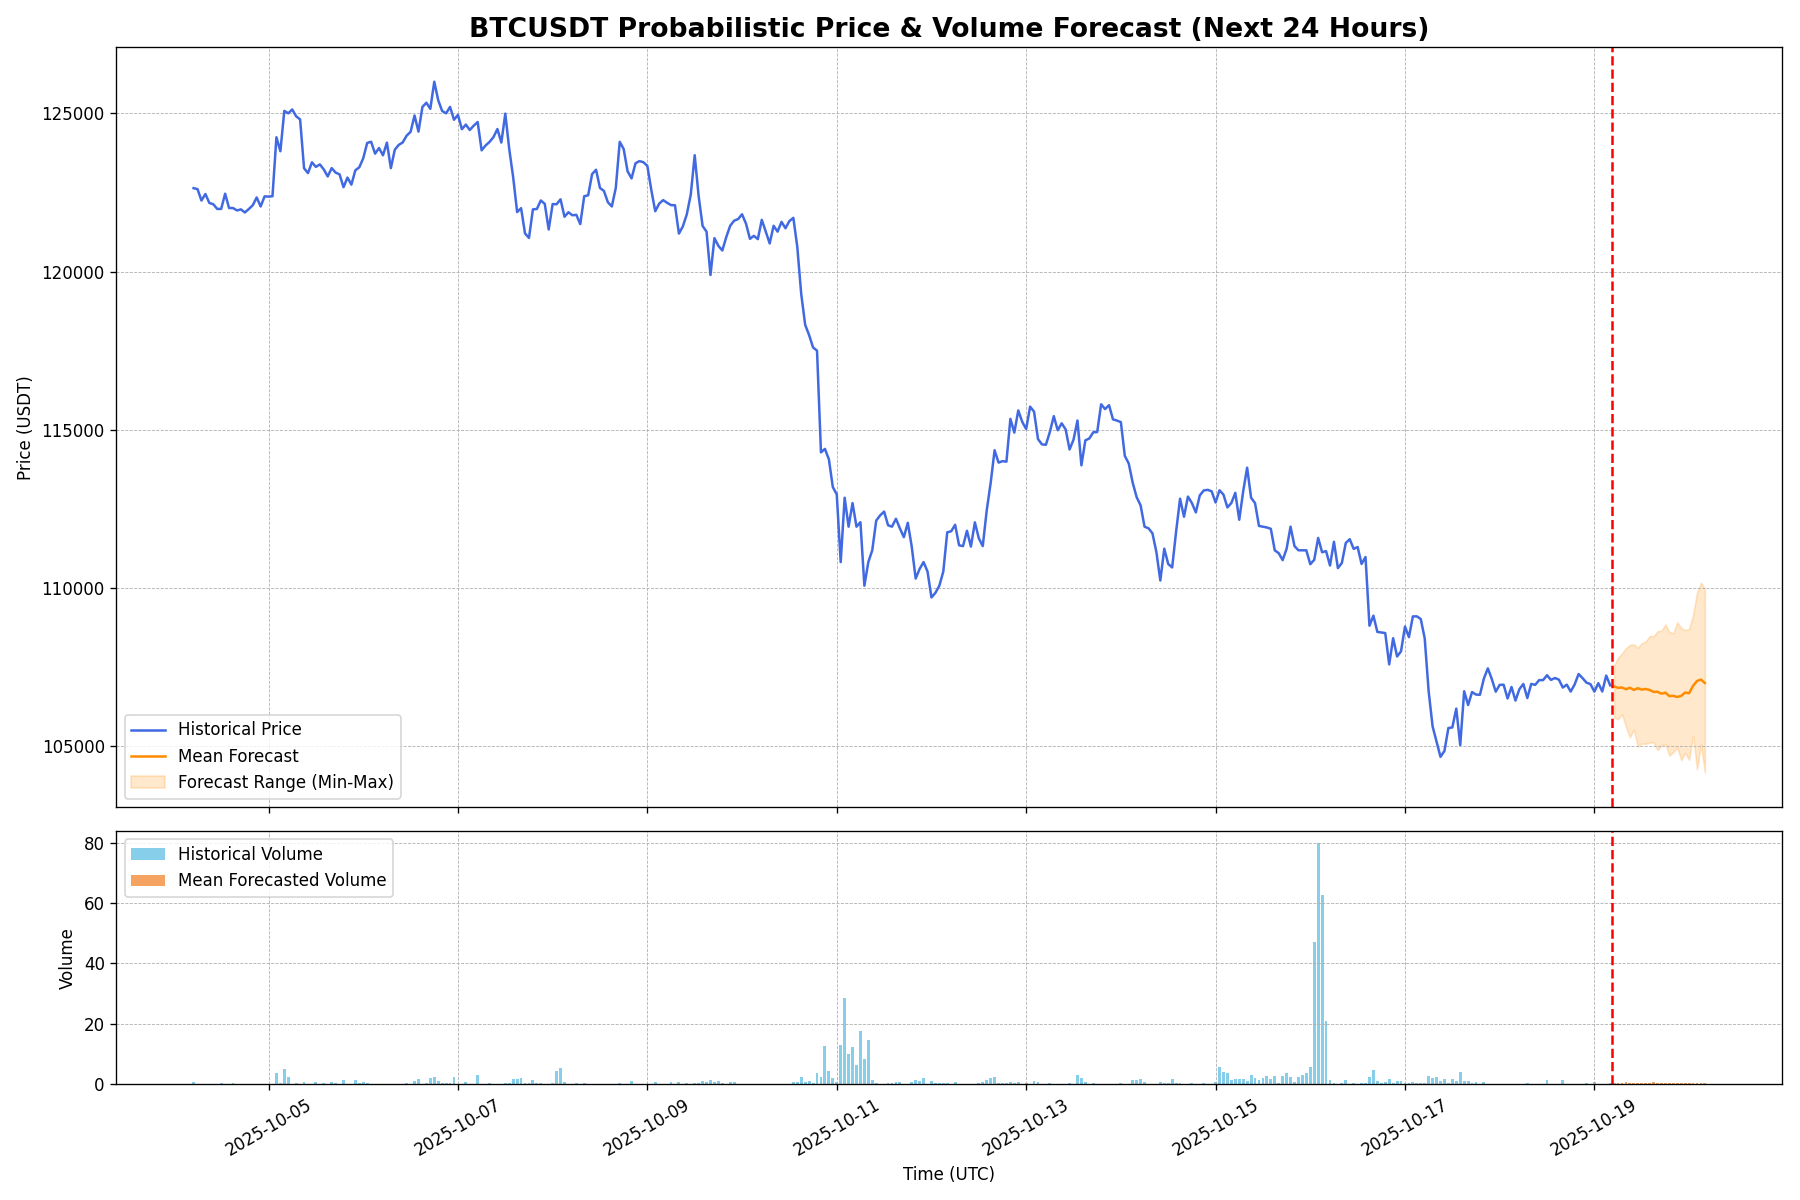 BTCUSDT Probabilistic Price & Volume Forecast (Next 24 Hours)
Price (USDT)
125000
120000
115000
110000
105000
Historical Price
Mean Forecast
Forecast Range (Min-Max)
Volume
80
60
40
20
0
Historical Volume
Mean Forecasted Volume
2025-10-05
2025-10-07
2025-10-09
2025-10-11
2025-10-13
2025-10-15
2025-10-17
2025-10-19
Time (UTC)